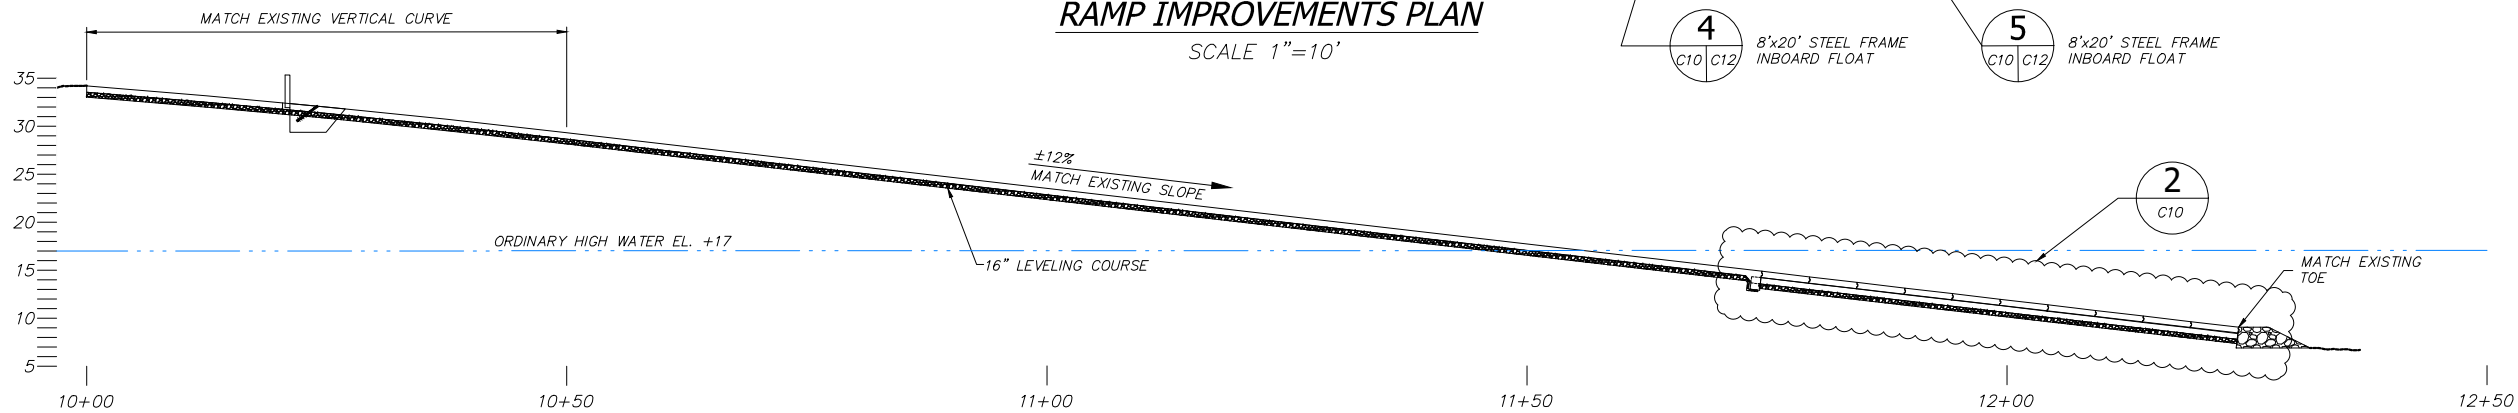 RAMP IMPROVEMENTS PLAN
SCALE 1"=10'
MATCH EXISTING VERTICAL CURVE
4
C10 C12
8'x20' STEEL FRAME
INBOARD FLOAT
5
C10 C12
8'x20' STEEL FRAME
INBOARD FLOAT
35
30
25
20
15
10
5
±12%
MATCH EXISTING SLOPE
2
C10
ORDINARY HIGH WATER EL. +17
16" LEVELING COURSE
MATCH EXISTING
TOE
10+00
10+50
11+00
11+50
12+00
12+50